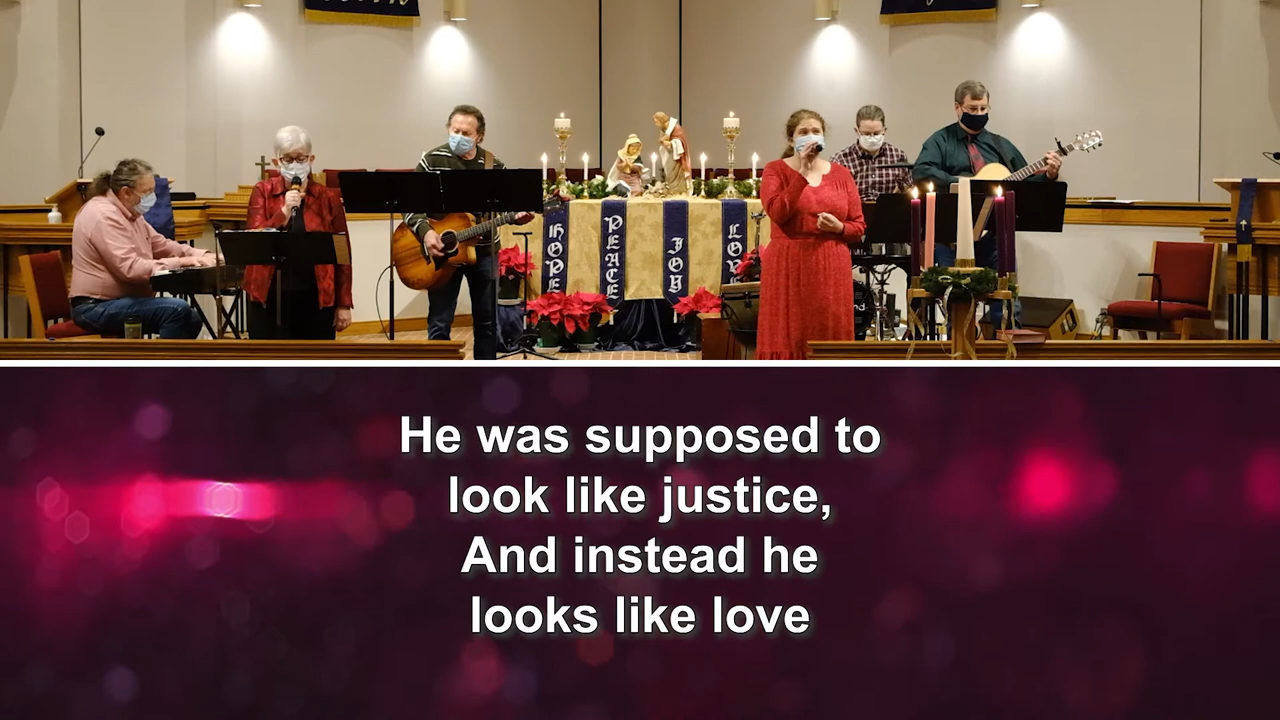 HOPE
PEACE
JOY
LOVE
He was supposed to
look like justice,
And instead he
looks like love